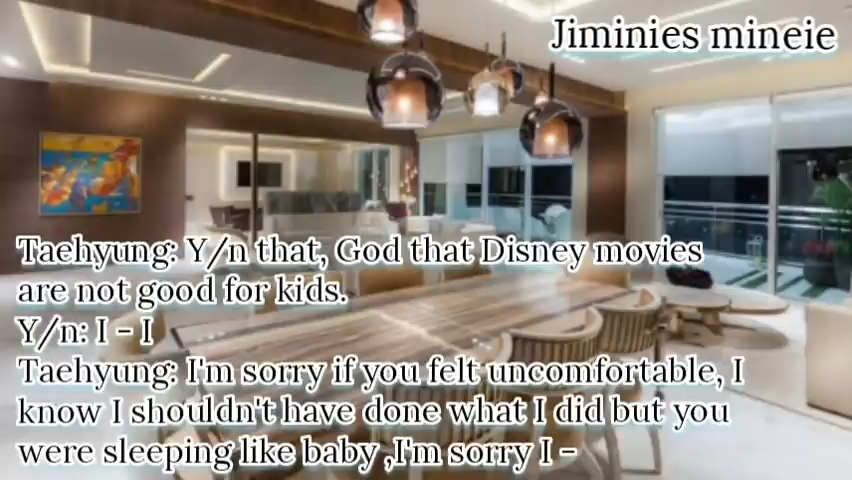 Jiminies mineie
Taehyung: Y/n that, God that Disney movies
are not good for kids.
Y/n: I - I
Taehyung: I'm sorry if you felt uncomfortable, I
know I shouldn't have done what I did but you
were sleeping like baby ,I'm sorry I -